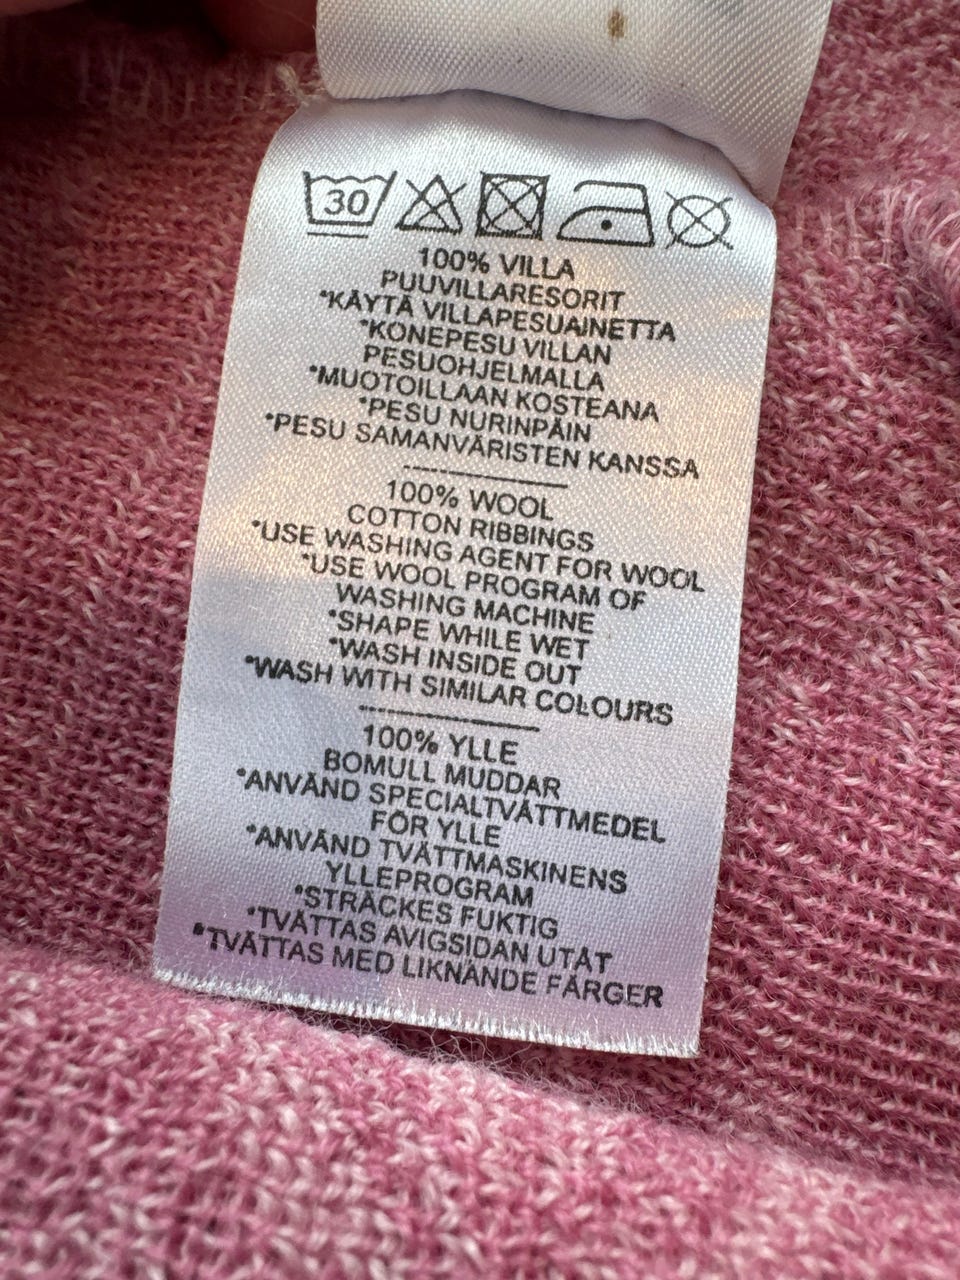 30
100% VILLA
PUUVILLARESORIT
*KÄYTÄ VILLAPESUAINETTA
*KONEPESU VILLAN
PESUOHJELMALLA
*MUOTOILLAAN KOSTEANA
*PESU NURINPÄIN
*PESU SAMANVÄRISTEN KANSSA
100% WOOL
COTTON RIBBINGS
*USE WASHING AGENT FOR WOOL
*USE WOOL PROGRAM OF
WASHING MACHINE
*SHAPE WHILE WET
*WASH INSIDE OUT
*WASH WITH SIMILAR COLOURS
100% YLLE
BOMULL MUDDAR
*ANVÄND SPECIALTVÄTTMEDEL
FÖR YLLE
*ANVÄND TVÄTTMASKINENS
YLLEPROGRAM
*STRÄCKES FUKTIG
*TVÄTTAS AVIGSIDAN UTÅT
*TVÄTTAS MED LIKNÄNDE FÄRGER